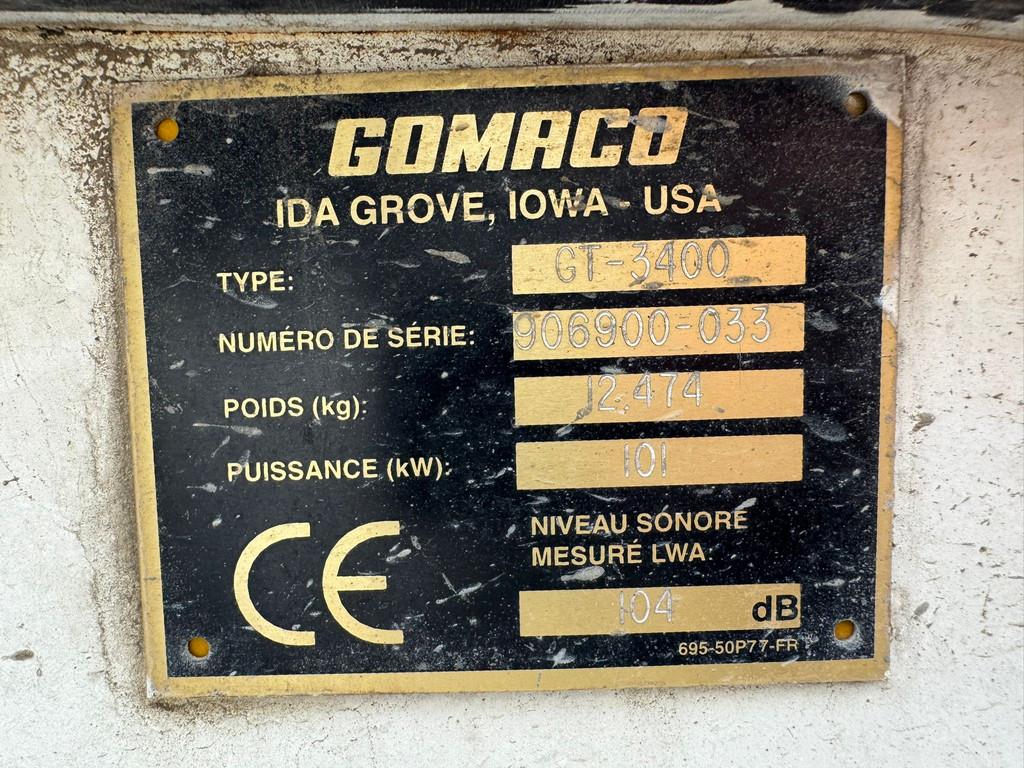 GOMACO
IDA GROVE, IOWA - USA
TYPE: GT-3400
NUMÉRO DE SÉRIE: 906900-033
POIDS (kg): 12.474
PUISSANCE (kW): 101
CE
NIVEAU SONORE
MESURÉ LWA
104 dB
695-50P77-FR